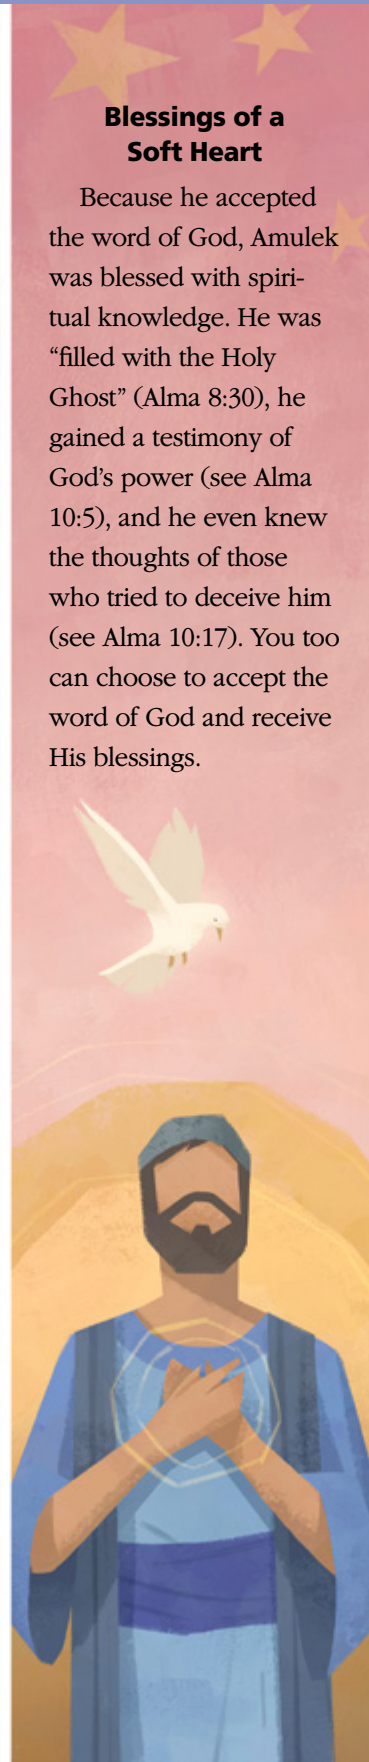 Blessings of a
Soft Heart
Because he accepted
the word of God, Amulek
was blessed with spiri-
tual knowledge. He was
“filled with the Holy
Ghost” (Alma 8:30), he
gained a testimony of
God’s power (see Alma
10:5), and he even knew
the thoughts of those
who tried to deceive him
(see Alma 10:17). You too
can choose to accept the
word of God and receive
His blessings.